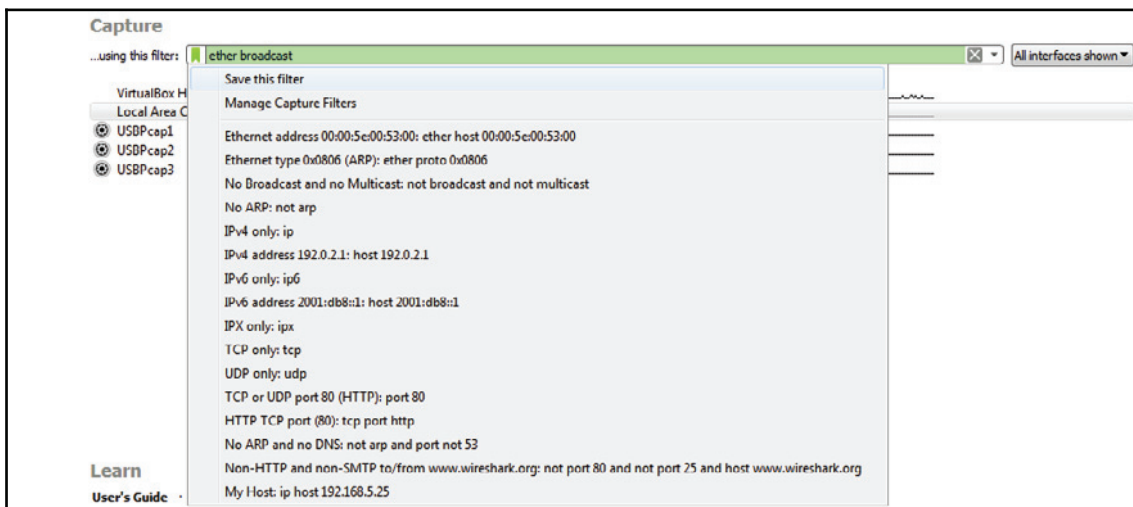 Capture
...using this filter: ether broadcast All interfaces shown
Save this filter
VirtualBox H
Manage Capture Filters
Local Area C
USBPcap1
Ethernet address 00:00:5e:00:53:00: ether host 00:00:5e:00:53:00
USBPcap2
Ethernet type 0x0806 (ARP): ether proto 0x0806
USBPcap3
No Broadcast and no Multicast: not broadcast and not multicast
No ARP: not arp
IPv4 only: ip
IPv4 address 192.0.2.1: host 192.0.2.1
IPv6 only: ip6
IPv6 address 2001:db8::1: host 2001:db8::1
IPX only: ipx
TCP only: tcp
UDP only: udp
TCP or UDP port 80 (HTTP): port 80
HTTP TCP port (80): tcp port http
No ARP and no DNS: not arp and port not 53
Learn
Non-HTTP and non-SMTP to/from www.wireshark.org: not port 80 and not port 25 and host www.wireshark.org
User's Guide ·
My Host: ip host 192.168.5.25